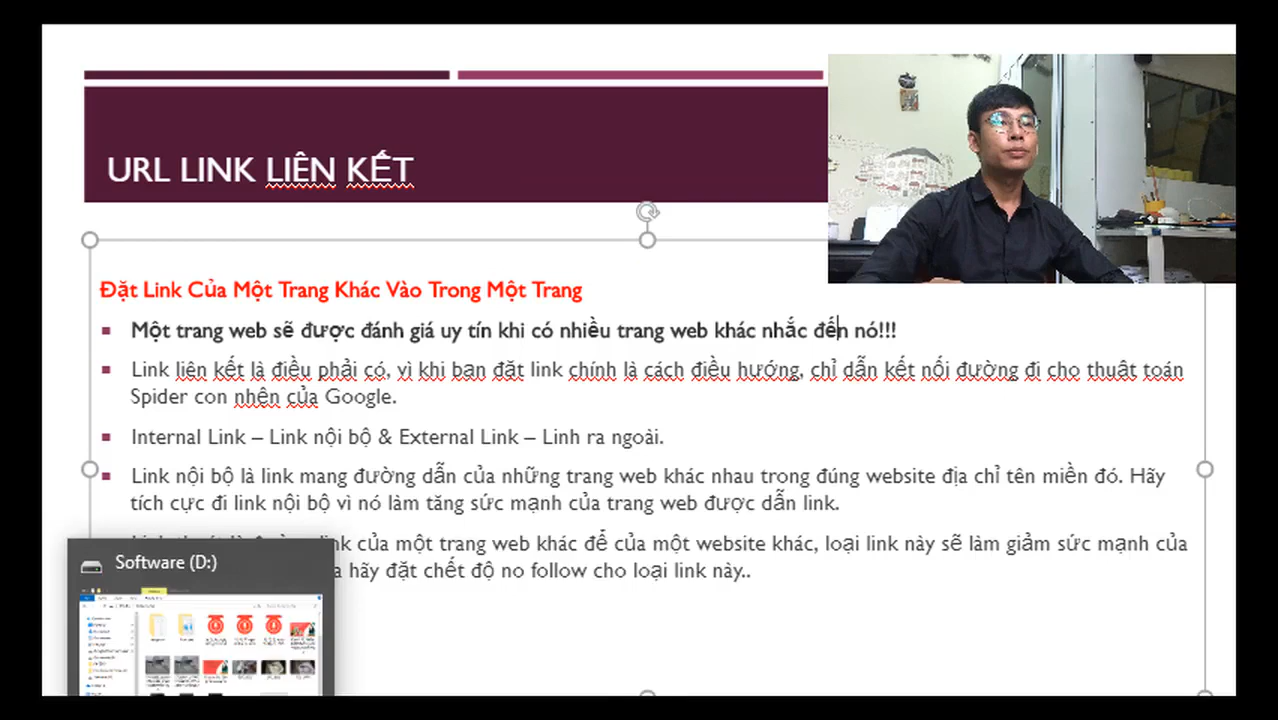 URL LINK LIÊN KẾT
Đặt Link Của Một Trang Khác Vào Trong Một Trang
Một trang web sẽ được đánh giá uy tín khi có nhiều trang web khác nhắc đến nó!!!
Link liên kết là điều phải có, vì khi bạn đặt link chính là cách điều hướng, chỉ dẫn kết nối đường đi cho thuật toán
Spider con nhện của Google.
Internal Link – Link nội bộ & External Link – Linh ra ngoài.
Link nội bộ là link mang đường dẫn của những trang web khác nhau trong đúng website địa chỉ tên miền đó. Hãy
tích cực đi link nội bộ vì nó làm tăng sức mạnh của trang web được dẫn link.
link của một trang web khác để của một website khác, loại link này sẽ làm giảm sức mạnh của
hãy đặt chết độ no follow cho loại link này..
Software (D:)